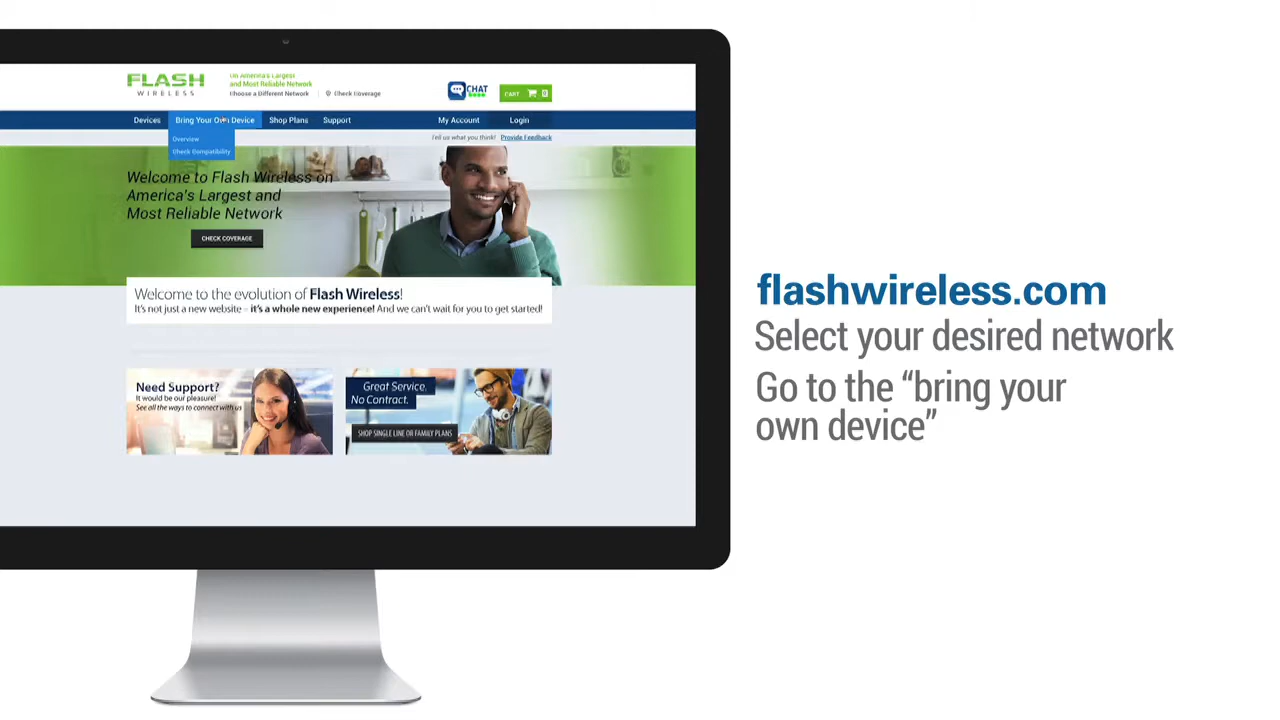 FLASH
WIRELESS
On America's Largest
and Most Reliable Network
Choose a Different Network
Check Coverage
CHAT
CART 0
Devices Bring Your Own Device Shop Plans Support My Account Login
Tell us what you think! Provide Feedback
Overview
Check Compatibility
Welcome to Flash Wireless on
America's Largest and
Most Reliable Network
CHECK COVERAGE
Welcome to the evolution of Flash Wireless!
It's not just a new website – it's a whole new experience! And we can't wait for you to get started!
Need Support?
It would be our pleasure!
See all the ways to connect with us
Great Service.
No Contract.
SHOP SINGLE LINE OR FAMILY PLANS
flashwireless.com
Select your desired network
Go to the “bring your
own device”